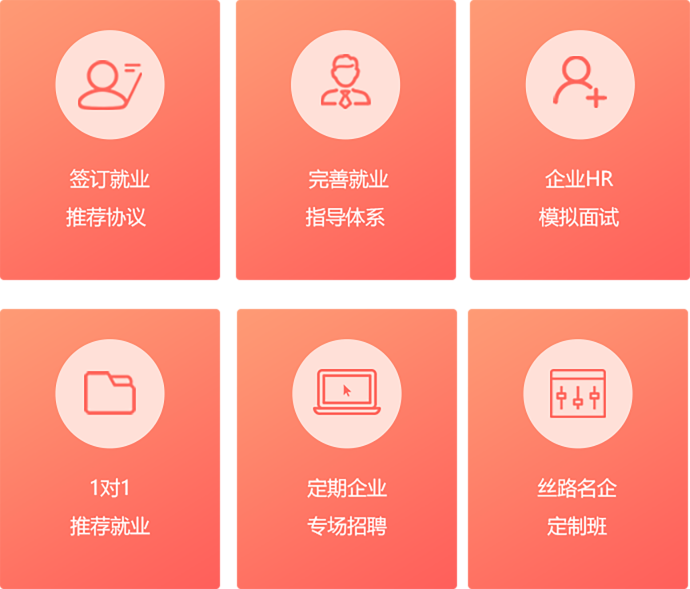 签订就业
推荐协议
完善就业
指导体系
企业HR
模拟面试
1对1
推荐就业
定期企业
专场招聘
丝路名企
定制班